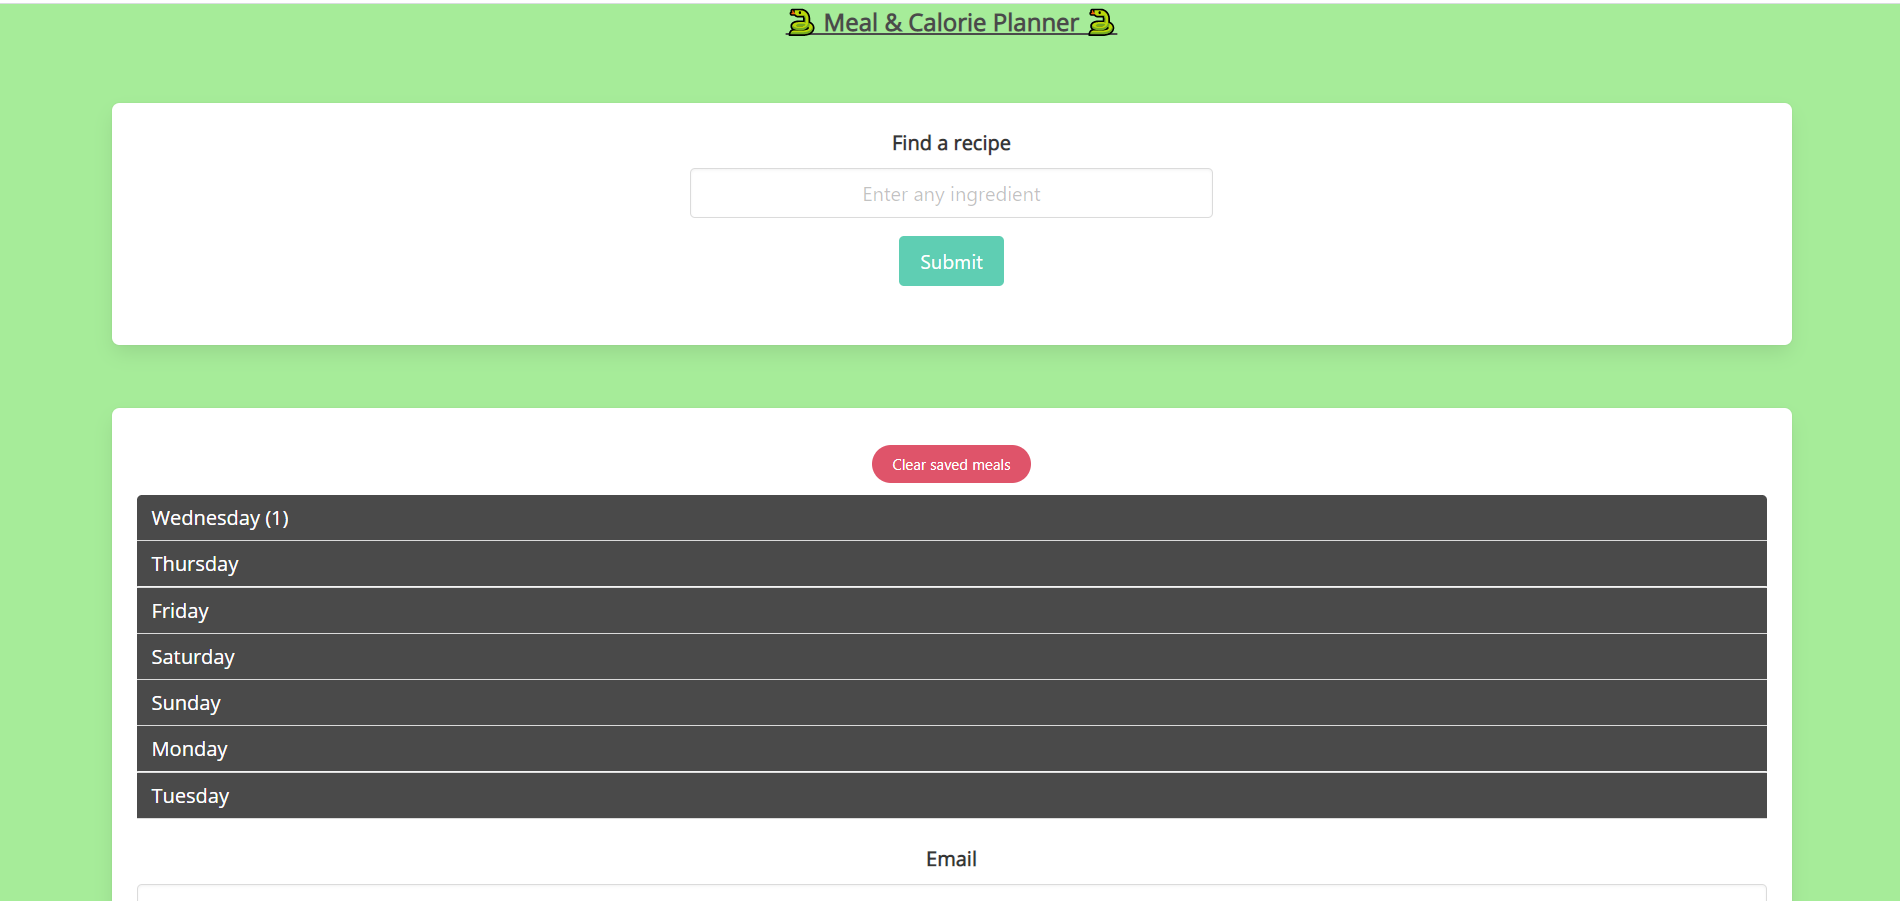 🐍 Meal & Calorie Planner 🐍
Find a recipe
Enter any ingredient
Submit
Clear saved meals
Wednesday (1)
Thursday
Friday
Saturday
Sunday
Monday
Tuesday
Email